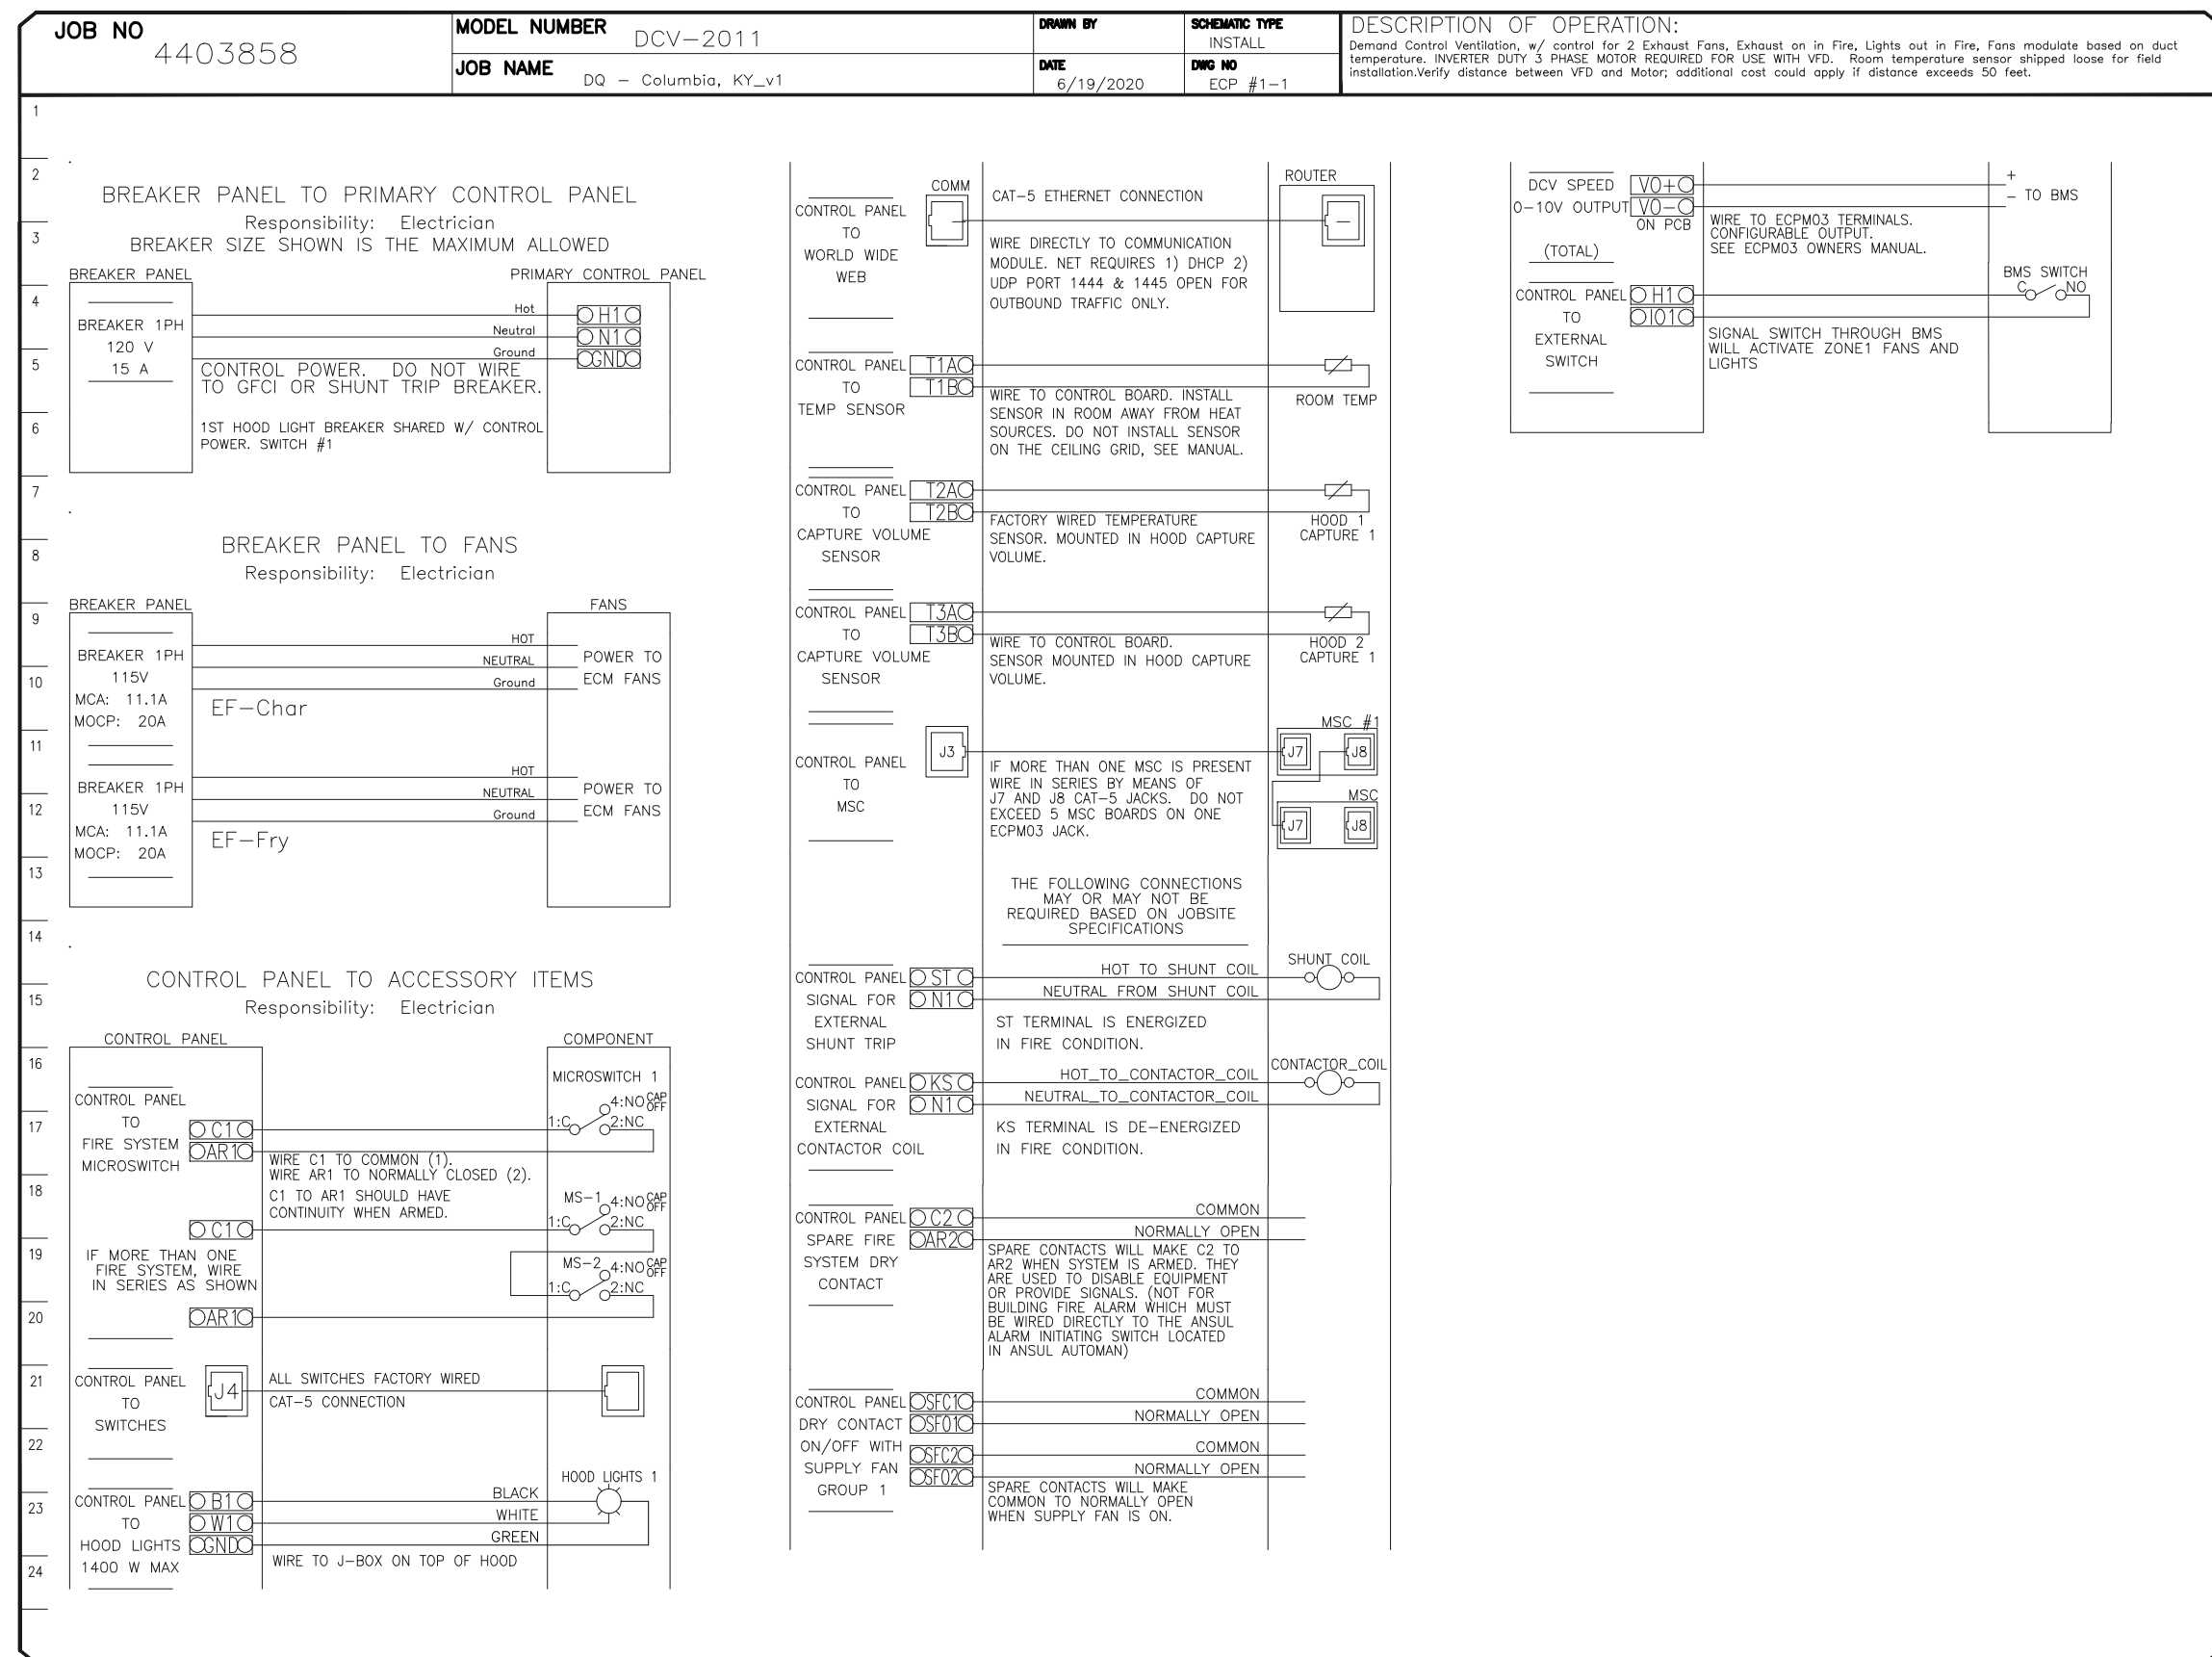 JOB NO
4403858
MODEL NUMBER
DCV-2011
JOB NAME
DQ - Columbia, KY_v1
DRAWN BY
SCHEMATIC TYPE
INSTALL
DATE
6/19/2020
DWG NO
ECP #1-1
DESCRIPTION OF OPERATION:
Demand Control Ventilation, w/ control for 2 Exhaust Fans, Exhaust on in Fire, Lights out in Fire, Fans modulate based on duct
temperature. INVERTER DUTY 3 PHASE MOTOR REQUIRED FOR USE WITH VFD. Room temperature sensor shipped loose for field
installation.Verify distance between VFD and Motor; additional cost could apply if distance exceeds 50 feet.
1
2
3
4
5
6
7
8
9
10
11
12
13
14
15
16
17
18
19
20
21
22
23
24
BREAKER PANEL TO PRIMARY CONTROL PANEL
Responsibility: Electrician
BREAKER SIZE SHOWN IS THE MAXIMUM ALLOWED
BREAKER PANEL
PRIMARY CONTROL PANEL
BREAKER 1PH
120 V
15 A
Hot
H1
Neutral
N1
Ground
GND
CONTROL POWER. DO NOT WIRE
TO GFCI OR SHUNT TRIP BREAKER.
1ST HOOD LIGHT BREAKER SHARED W/ CONTROL
POWER. SWITCH #1
BREAKER PANEL TO FANS
Responsibility: Electrician
BREAKER PANEL
FANS
BREAKER 1PH
115V
MCA: 11.1A
MOCP: 20A
HOT
NEUTRAL
Ground
POWER TO
ECM FANS
EF-Char
BREAKER 1PH
115V
MCA: 11.1A
MOCP: 20A
HOT
NEUTRAL
Ground
POWER TO
ECM FANS
EF-Fry
CONTROL PANEL TO ACCESSORY ITEMS
Responsibility: Electrician
CONTROL PANEL
COMPONENT
CONTROL PANEL
TO
FIRE SYSTEM
MICROSWITCH
C1
AR1
MICROSWITCH 1
4:NO CAP OFF
1:C
2:NC
WIRE C1 TO COMMON (1).
WIRE AR1 TO NORMALLY CLOSED (2).
C1 TO AR1 SHOULD HAVE
CONTINUITY WHEN ARMED.
C1
MS-1
4:NO CAP OFF
1:C
2:NC
IF MORE THAN ONE
FIRE SYSTEM, WIRE
IN SERIES AS SHOWN
MS-2
4:NO CAP OFF
1:C
2:NC
AR1
CONTROL PANEL
TO
SWITCHES
J4
ALL SWITCHES FACTORY WIRED
CAT-5 CONNECTION
CONTROL PANEL
TO
HOOD LIGHTS
1400 W MAX
B1
W1
GND
BLACK
WHITE
GREEN
HOOD LIGHTS 1
WIRE TO J-BOX ON TOP OF HOOD
CONTROL PANEL
TO
WORLD WIDE
WEB
COMM
CAT-5 ETHERNET CONNECTION
ROUTER
WIRE DIRECTLY TO COMMUNICATION
MODULE. NET REQUIRES 1) DHCP 2)
UDP PORT 1444 & 1445 OPEN FOR
OUTBOUND TRAFFIC ONLY.
CONTROL PANEL
TO
TEMP SENSOR
T1A
T1B
WIRE TO CONTROL BOARD. INSTALL
SENSOR IN ROOM AWAY FROM HEAT
SOURCES. DO NOT INSTALL SENSOR
ON THE CEILING GRID, SEE MANUAL.
ROOM TEMP
CONTROL PANEL
TO
CAPTURE VOLUME
SENSOR
T2A
T2B
FACTORY WIRED TEMPERATURE
SENSOR. MOUNTED IN HOOD CAPTURE
VOLUME.
HOOD 1
CAPTURE 1
CONTROL PANEL
TO
CAPTURE VOLUME
SENSOR
T3A
T3B
WIRE TO CONTROL BOARD.
SENSOR MOUNTED IN HOOD CAPTURE
VOLUME.
HOOD 2
CAPTURE 1
CONTROL PANEL
TO
MSC
J3
IF MORE THAN ONE MSC IS PRESENT
WIRE IN SERIES BY MEANS OF
J7 AND J8 CAT-5 JACKS. DO NOT
EXCEED 5 MSC BOARDS ON ONE
ECPM03 JACK.
MSC #1
J7
J8
MSC
J7
J8
THE FOLLOWING CONNECTIONS
MAY OR MAY NOT BE
REQUIRED BASED ON JOBSITE
SPECIFICATIONS
CONTROL PANEL
SIGNAL FOR
EXTERNAL
SHUNT TRIP
ST
N1
HOT TO SHUNT COIL
NEUTRAL FROM SHUNT COIL
SHUNT COIL
ST TERMINAL IS ENERGIZED
IN FIRE CONDITION.
CONTROL PANEL
SIGNAL FOR
EXTERNAL
CONTACTOR COIL
KS
N1
HOT_TO_CONTACTOR_COIL
NEUTRAL_TO_CONTACTOR_COIL
CONTACTOR_COIL
KS TERMINAL IS DE-ENERGIZED
IN FIRE CONDITION.
CONTROL PANEL
SPARE FIRE
SYSTEM DRY
CONTACT
C2
AR2
COMMON
NORMALLY OPEN
SPARE CONTACTS WILL MAKE C2 TO
AR2 WHEN SYSTEM IS ARMED. THEY
ARE USED TO DISABLE EQUIPMENT
OR PROVIDE SIGNALS. (NOT FOR
BUILDING FIRE ALARM WHICH MUST
BE WIRED DIRECTLY TO THE ANSUL
ALARM INITIATING SWITCH LOCATED
IN ANSUL AUTOMAN)
CONTROL PANEL
DRY CONTACT
ON/OFF WITH
SUPPLY FAN
GROUP 1
SFC1
SFO1
SFC2
SFO2
COMMON
NORMALLY OPEN
COMMON
NORMALLY OPEN
SPARE CONTACTS WILL MAKE
COMMON TO NORMALLY OPEN
WHEN SUPPLY FAN IS ON.
DCV SPEED
0-10V OUTPUT
(TOTAL)
V0+
V0-
ON PCB
WIRE TO ECPM03 TERMINALS.
CONFIGURABLE OUTPUT.
SEE ECPM03 OWNERS MANUAL.
+
-
TO BMS
CONTROL PANEL
TO
EXTERNAL
SWITCH
H1
IO1
SIGNAL SWITCH THROUGH BMS
WILL ACTIVATE ZONE1 FANS AND
LIGHTS
BMS SWITCH
C
NO